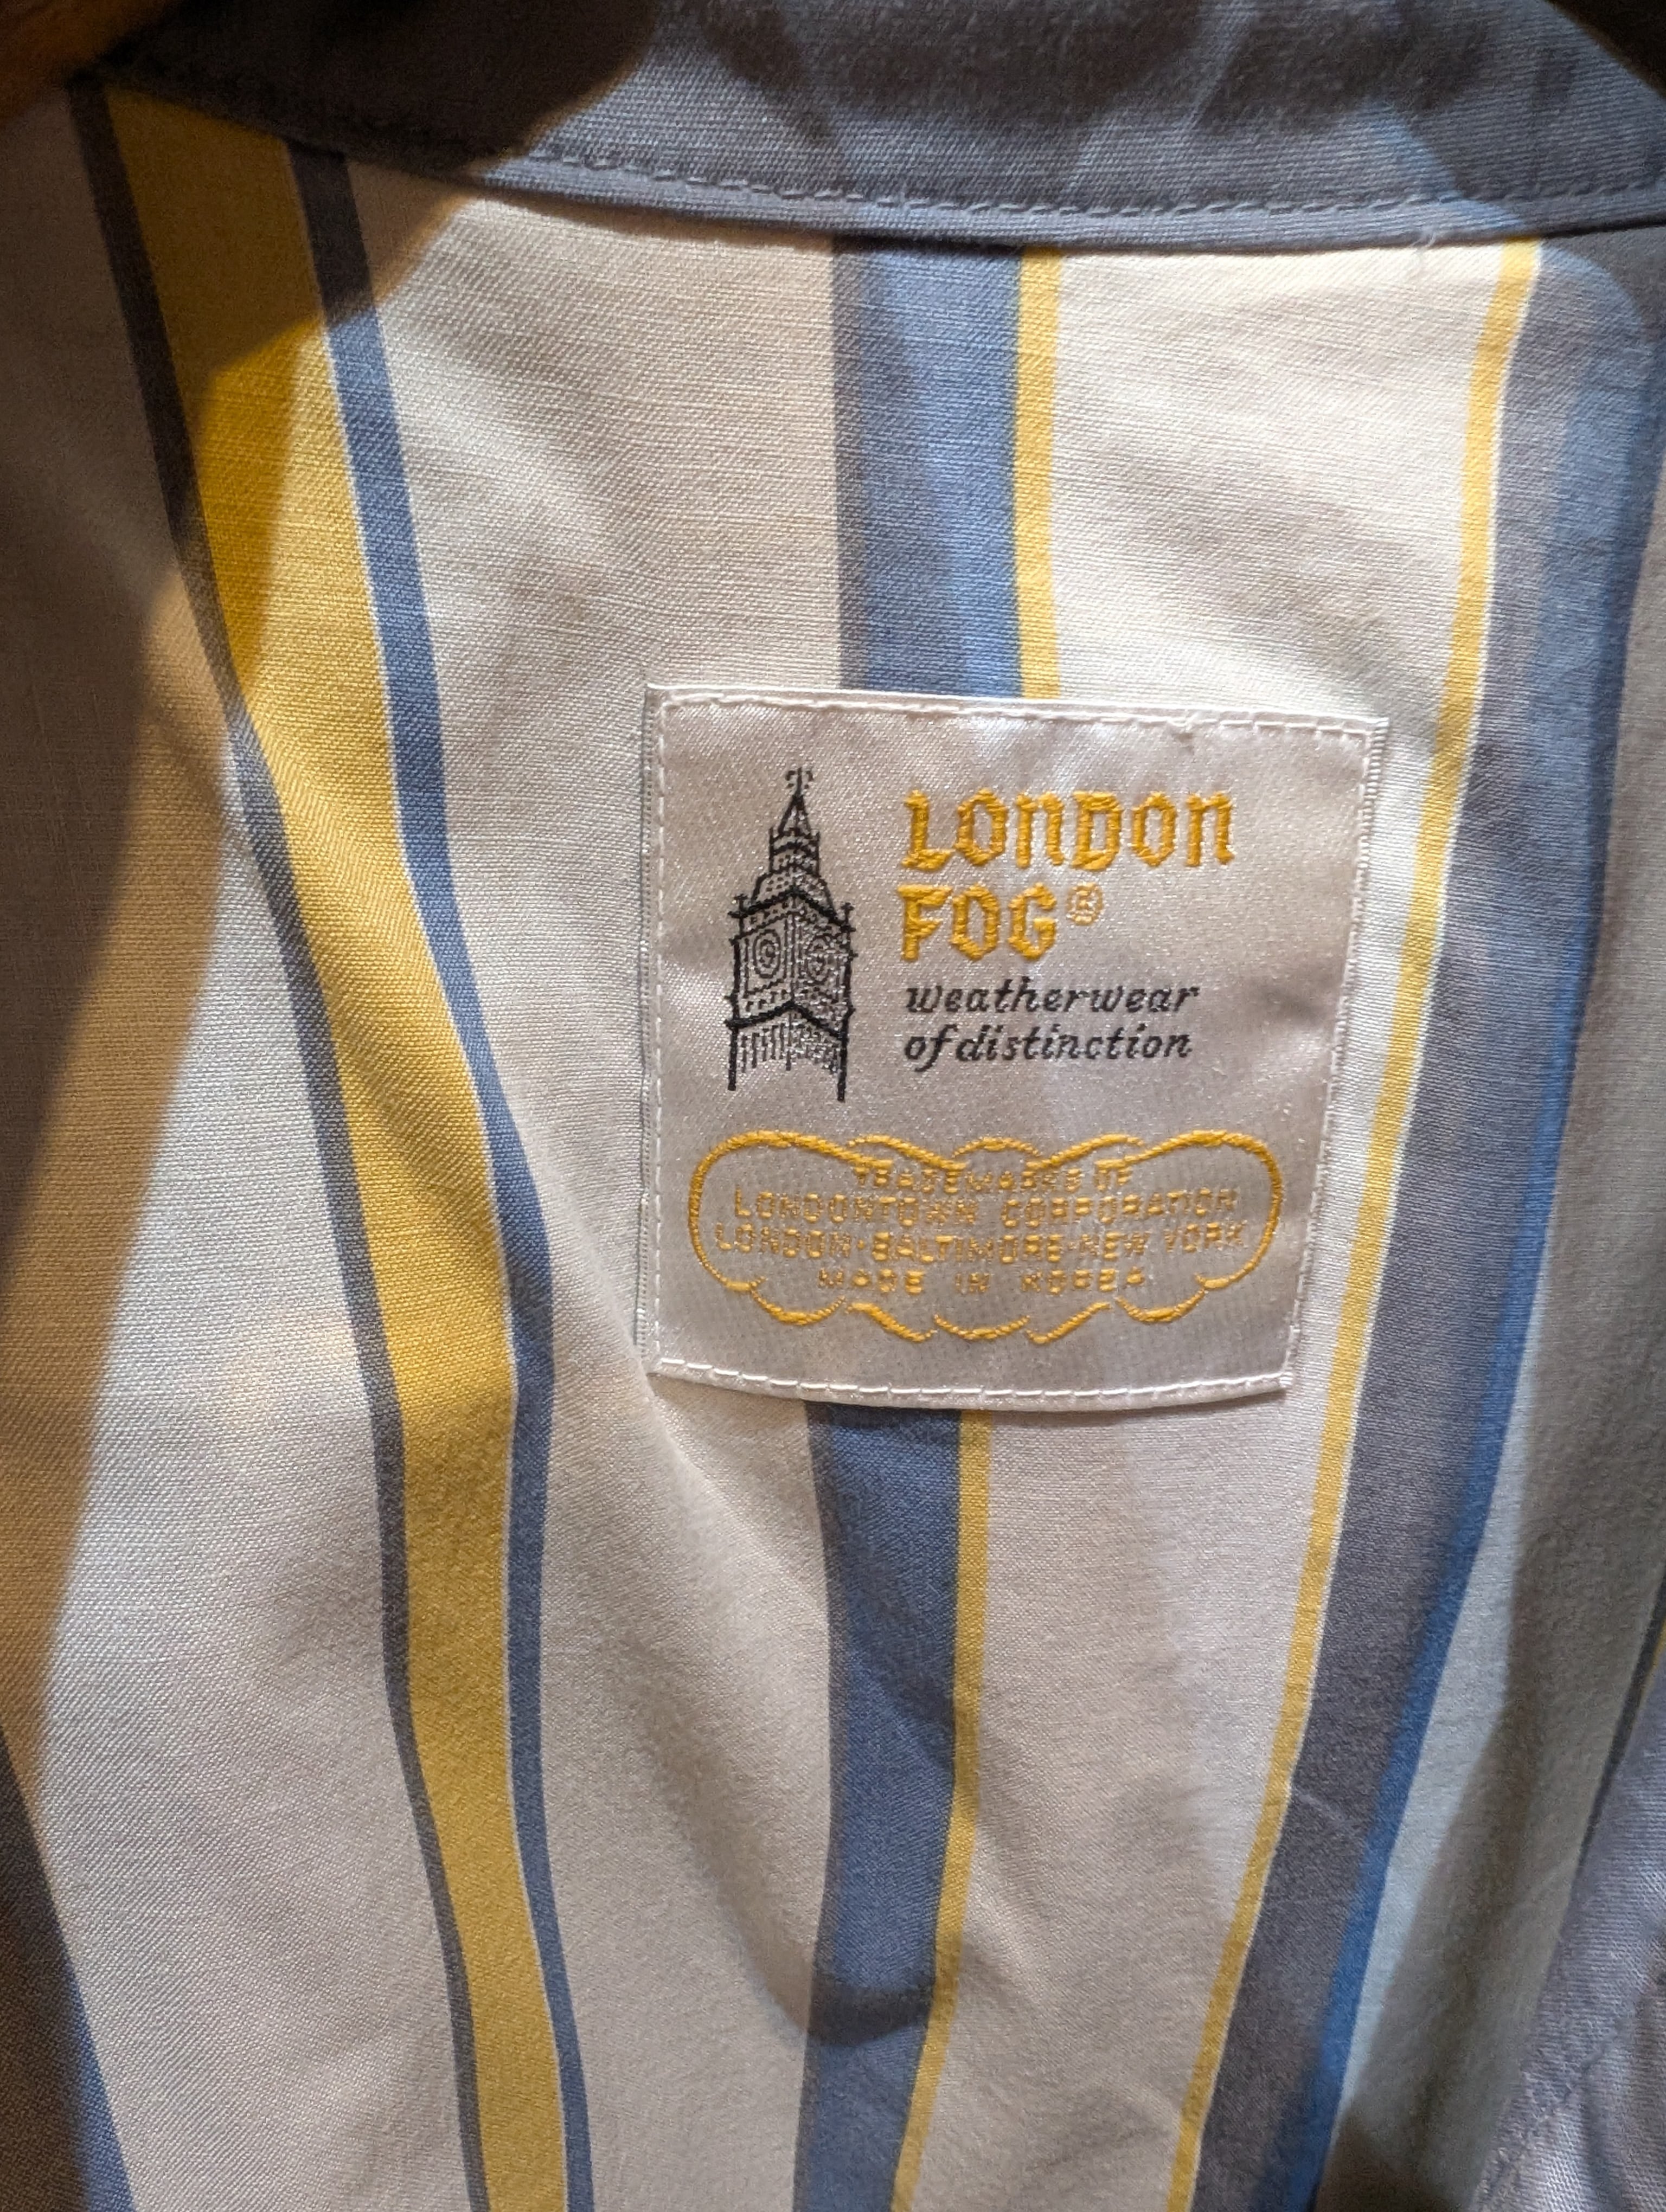 LONDON
FOG®
weatherwear
of distinction
TRADEMARKS OF
LONDONTOWN CORPORATION
LONDON·BALTIMORE·NEW YORK
MADE IN KOREA